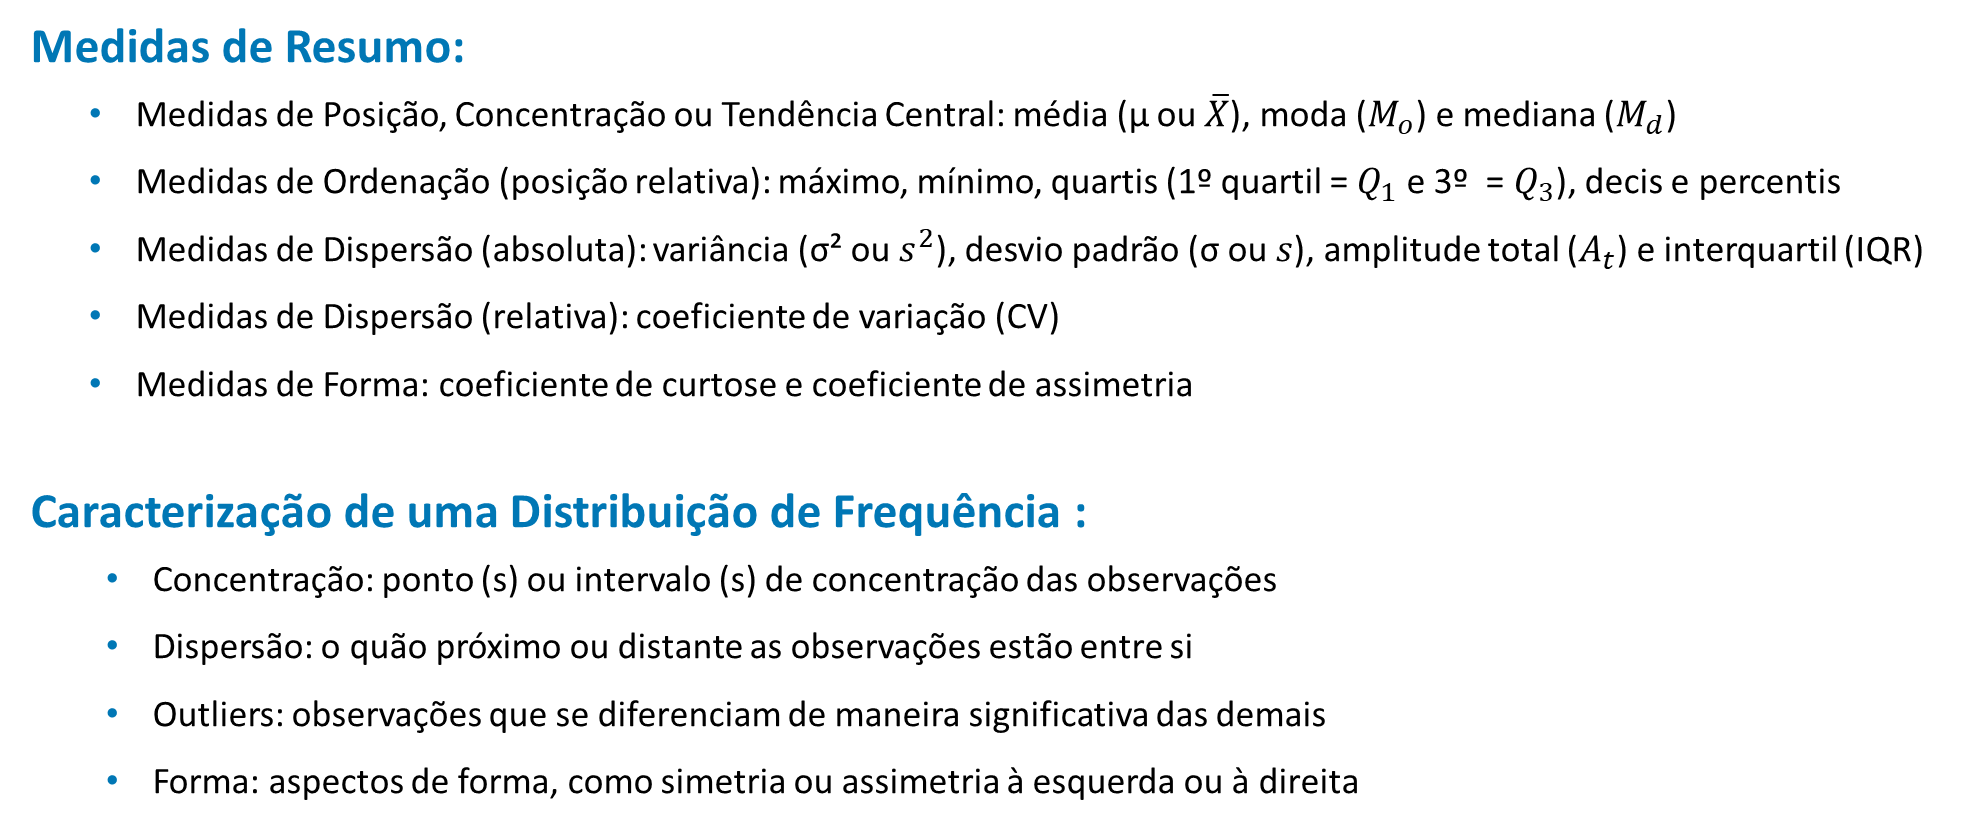 Medidas de Resumo:
• Medidas de Posição, Concentração ou Tendência Central: média (μ ou X̄), moda (Mₒ) e mediana (M_d)
• Medidas de Ordenação (posição relativa): máximo, mínimo, quartis (1º quartil = Q₁ e 3º = Q₃), decis e percentis
• Medidas de Dispersão (absoluta): variância (σ² ou s²), desvio padrão (σ ou s), amplitude total (Aₜ) e interquartil (IQR)
• Medidas de Dispersão (relativa): coeficiente de variação (CV)
• Medidas de Forma: coeficiente de curtose e coeficiente de assimetria
Caracterização de uma Distribuição de Frequência :
• Concentração: ponto (s) ou intervalo (s) de concentração das observações
• Dispersão: o quão próximo ou distante as observações estão entre si
• Outliers: observações que se diferenciam de maneira significativa das demais
• Forma: aspectos de forma, como simetria ou assimetria à esquerda ou à direita